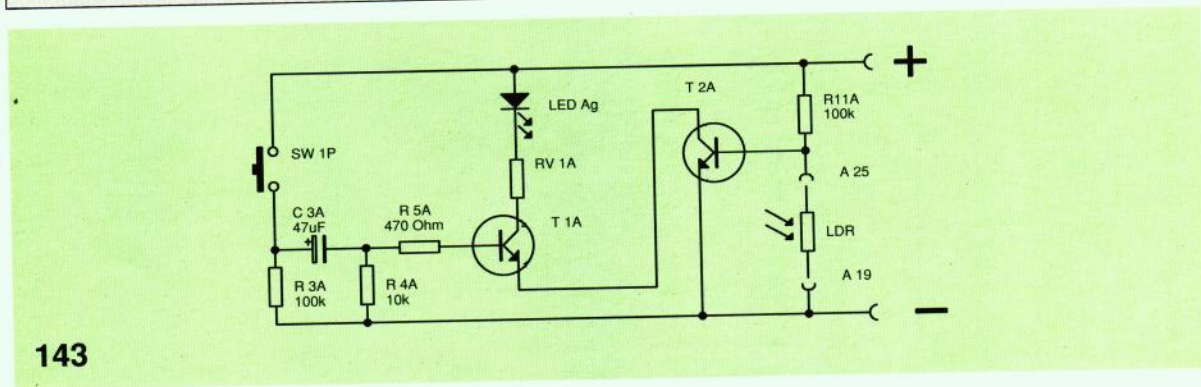 +
T 2A
LED Ag
R11A
100k
SW 1P
RV 1A
A 25
C 3A
47uF
+
R 5A
470 Ohm
T 1A
LDR
R 3A
100k
R 4A
10k
A 19
−
143